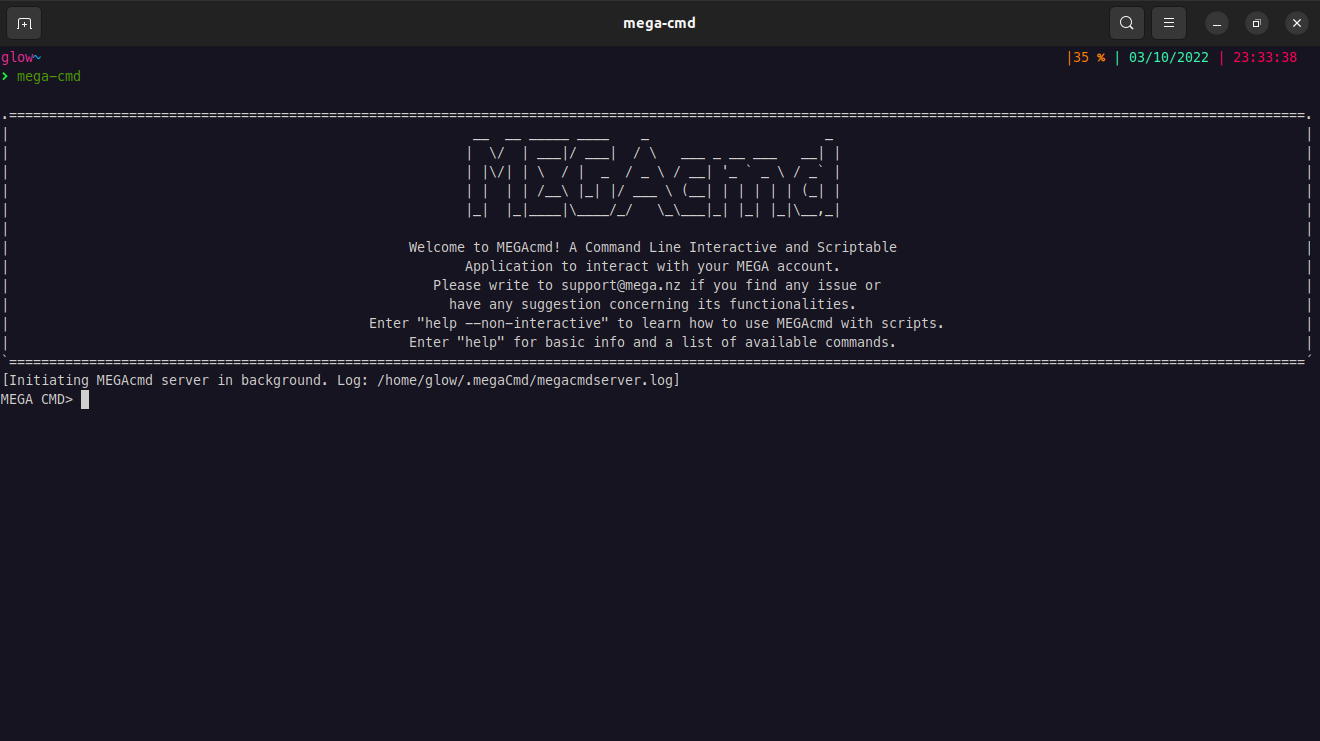 mega-cmd
glow~ |35 % | 03/10/2022 | 23:33:38
› mega-cmd
MEGAcmd
Welcome to MEGAcmd! A Command Line Interactive and Scriptable
Application to interact with your MEGA account.
Please write to support@mega.nz if you find any issue or
have any suggestion concerning its functionalities.
Enter "help --non-interactive" to learn how to use MEGAcmd with scripts.
Enter "help" for basic info and a list of available commands.
[Initiating MEGAcmd server in background. Log: /home/glow/.megaCmd/megacmdserver.log]
MEGA CMD>